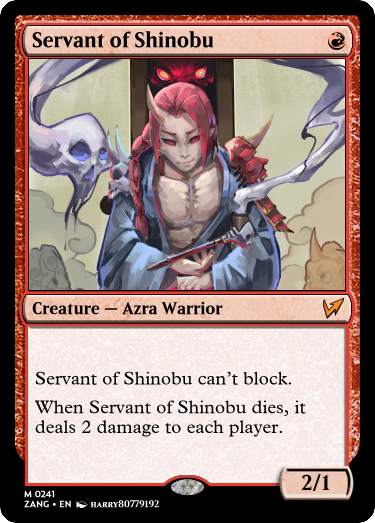 Servant of Shinobu
Creature — Azra Warrior
Servant of Shinobu can't block.
When Servant of Shinobu dies, it
deals 2 damage to each player.
2/1
M 0241
ZANG • EN HARRY80779192